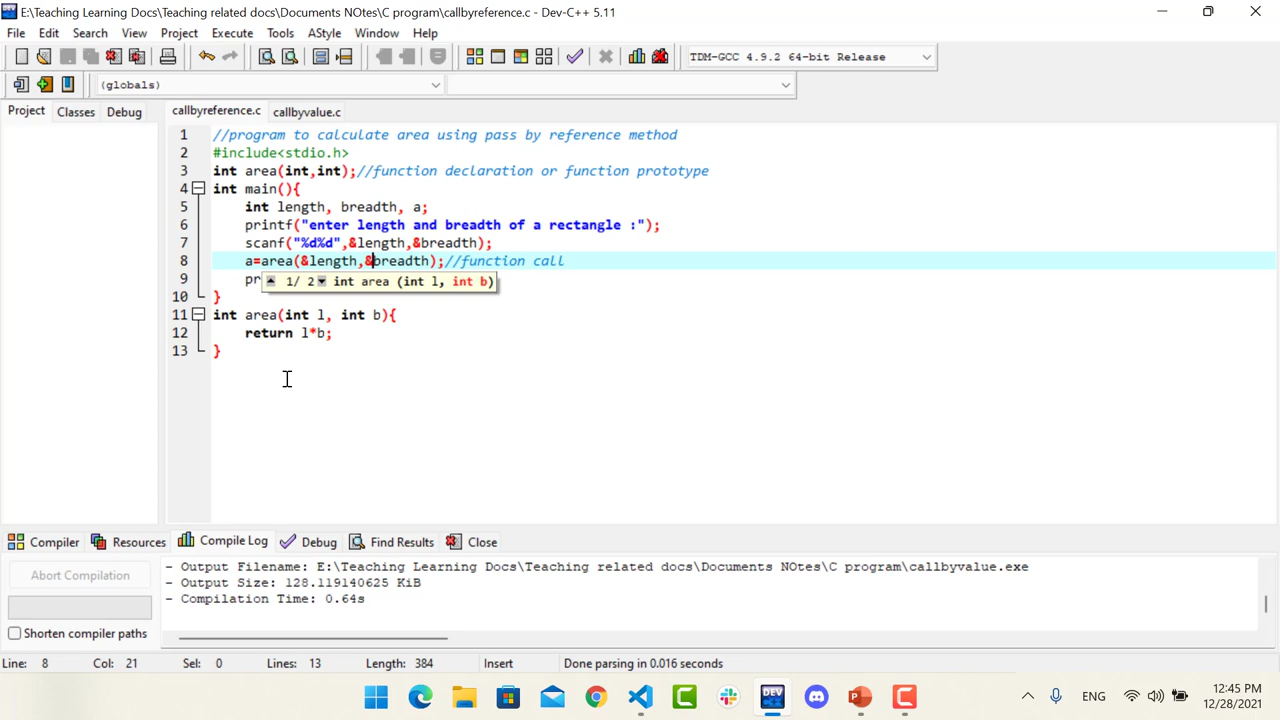 E:\Teaching Learning Docs\Teaching related docs\Documents NOtes\C program\callbyreference.c - Dev-C++ 5.11
File Edit Search View Project Execute Tools AStyle Window Help
TDM-GCC 4.9.2 64-bit Release
(globals)
Project Classes Debug callbyreference.c callbyvalue.c
1 //program to calculate area using pass by reference method
2 #include<stdio.h>
3 int area(int,int);//function declaration or function prototype
4 int main(){
5 int length, breadth, a;
6 printf("enter length and breadth of a rectangle :");
7 scanf("%d%d",&length,&breadth);
8 a=area(&length,&breadth);//function call
9 pr 1/ 2 int area (int l, int b)
10 }
11 int area(int l, int b){
12 return l*b;
13 }
Compiler Resources Compile Log Debug Find Results Close
Abort Compilation
Shorten compiler paths
- Output Filename: E:\Teaching Learning Docs\Teaching related docs\Documents NOtes\C program\callbyvalue.exe
- Output Size: 128.119140625 KiB
- Compilation Time: 0.64s
Line: 8 Col: 21 Sel: 0 Lines: 13 Length: 384 Insert Done parsing in 0.016 seconds
DEV
ENG
12:45 PM
12/28/2021